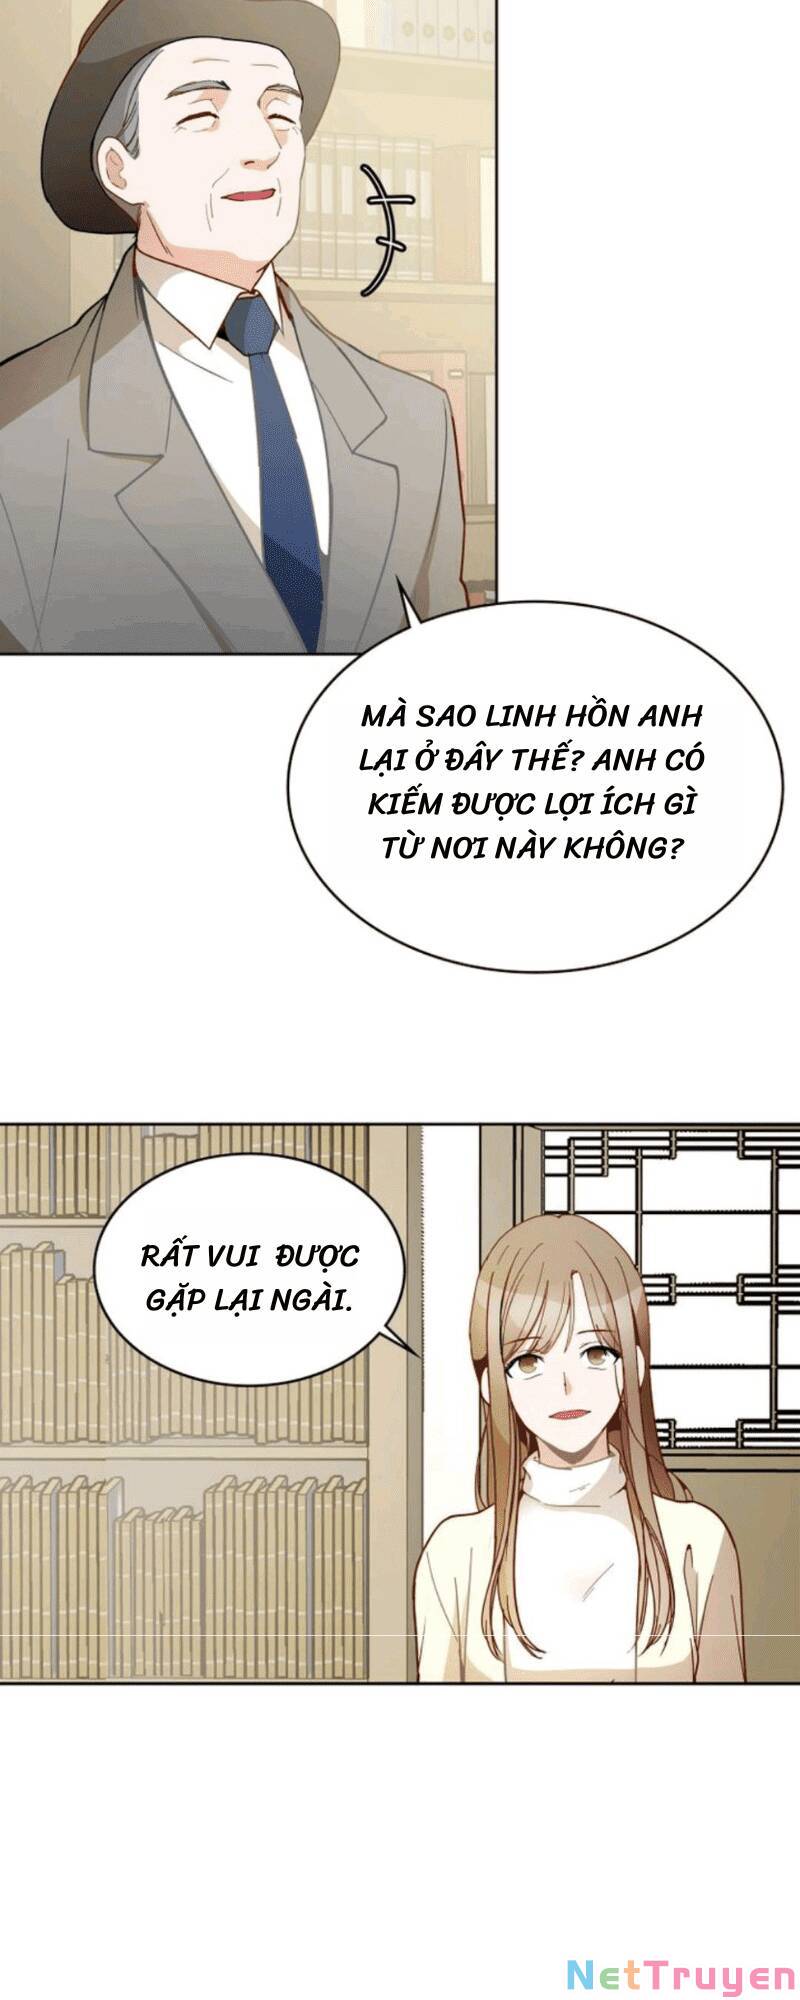 MÀ SAO LINH HỒN ANH
LẠI Ở ĐÂY THẾ? ANH CÓ
KIẾM ĐƯỢC LỢI ÍCH GÌ
TỪ NƠI NÀY KHÔNG?
RẤT VUI ĐƯỢC
GẶP LẠI NGÀI.
NetTruyen